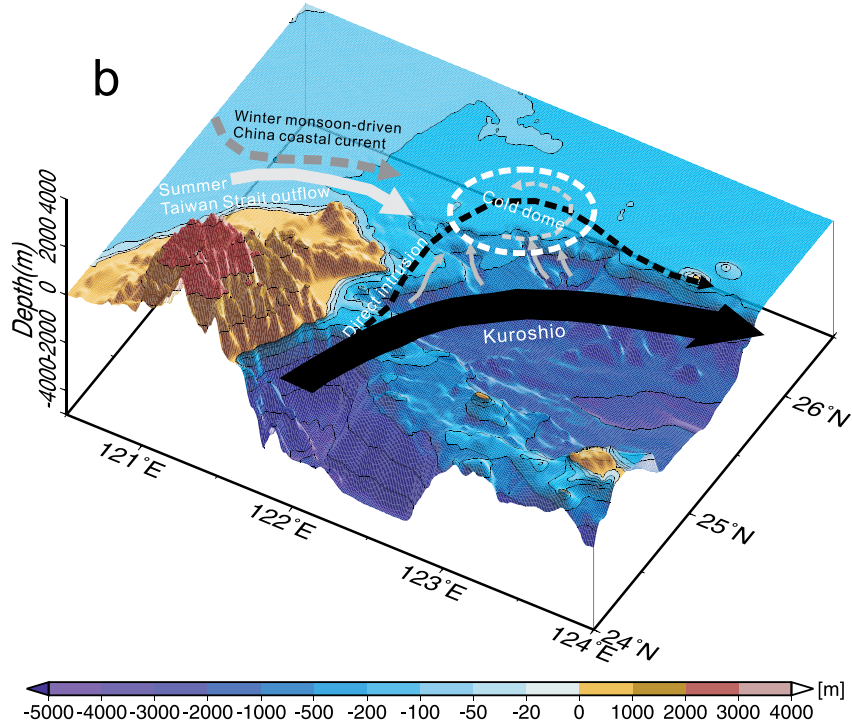 b
Winter monsoon-driven
China coastal current
Summer
Taiwan Strait outflow
Cold dome
Direct intrusion
Kuroshio
Depth(m)
4000
2000
0
-2000
-4000
121°E
122°E
123°E
124°E
24°N
25°N
26°N
-5000 -4000 -3000 -2000 -1000 -500 -200 -100 -50 -20 0 1000 2000 3000 4000 [m]